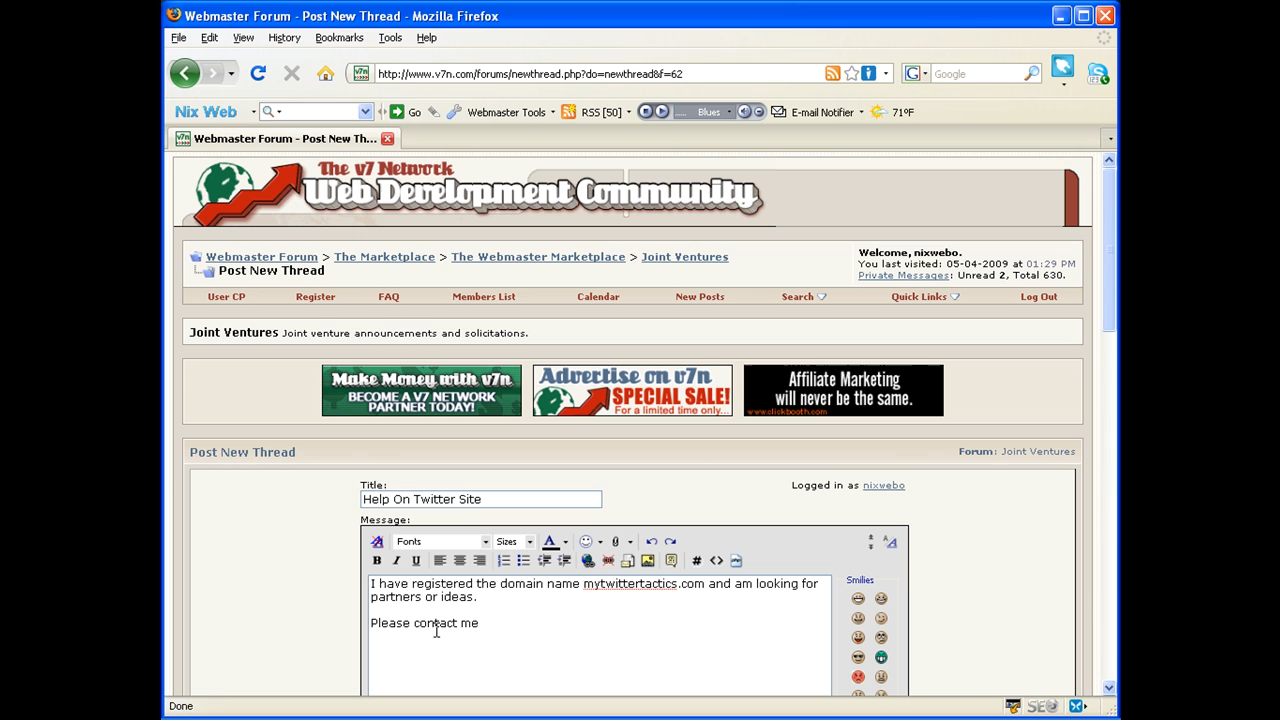 Webmaster Forum - Post New Thread - Mozilla Firefox
File Edit View History Bookmarks Tools Help
http://www.v7n.com/forums/newthread.php?do=newthread&f=62
Google
Nix Web Go Webmaster Tools RSS [50] Blues E-mail Notifier 71°F
Webmaster Forum - Post New Th...
The v7 Network
Web Development Community
Webmaster Forum > The Marketplace > The Webmaster Marketplace > Joint Ventures
Post New Thread
Welcome, nixwebo.
You last visited: 05-04-2009 at 01:29 PM
Private Messages: Unread 2, Total 630.
User CP Register FAQ Members List Calendar New Posts Search Quick Links Log Out
Joint Ventures Joint venture announcements and solicitations.
Make Money with v7n
BECOME A V7 NETWORK
PARTNER TODAY!
Advertise on v7n
SPECIAL SALE!
For a limited time only...
Affiliate Marketing
will never be the same.
www.clickbooth.com
Post New Thread
Forum: Joint Ventures
Title:
Logged in as nixwebo
Help On Twitter Site
Message:
Fonts Sizes A
B I U
I have registered the domain name mytwittertactics.com and am looking for
partners or ideas.
Please contact me
Smilies
Done
SEO